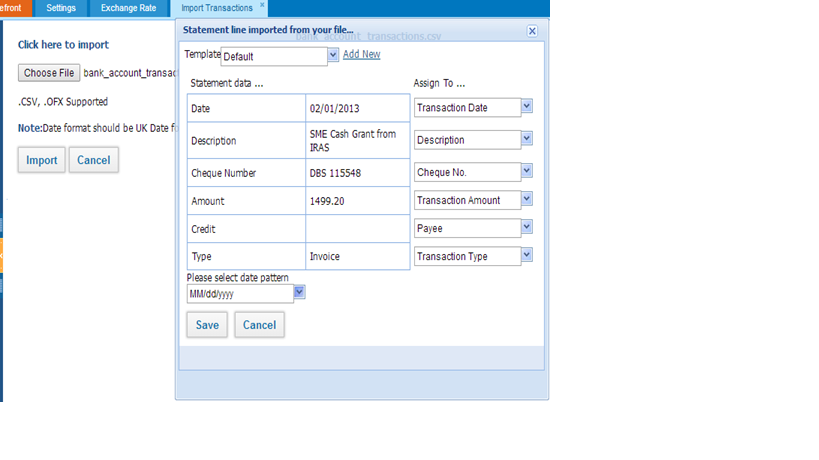 efront Settings Exchange Rate Import Transactions ×
Statement line imported from your file...
bank_account_transactions.csv
Click here to import
Choose File bank_account_transac
.CSV, .OFX Supported
Note:Date format should be UK Date f
Import Cancel
Template Default Add New
Statement data ... Assign To ...
Date 02/01/2013 Transaction Date
Description SME Cash Grant from
IRAS Description
Cheque Number DBS 115548 Cheque No.
Amount 1499.20 Transaction Amount
Credit Payee
Type Invoice Transaction Type
Please select date pattern
MM/dd/yyyy
Save Cancel